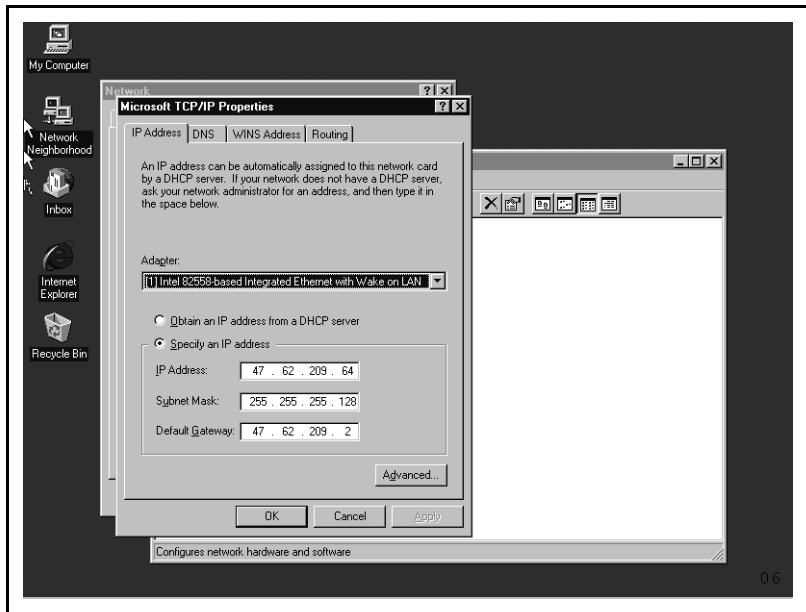 My Computer
Network
Neighborhood
Inbox
Internet
Explorer
Recycle Bin
Network
Microsoft TCP/IP Properties
IP Address
DNS
WINS Address
Routing
An IP address can be automatically assigned to this network card
by a DHCP server. If your network does not have a DHCP server,
ask your network administrator for an address, and then type it in
the space below.
Adapter:
[1] Intel 82558-based Integrated Ethernet with Wake on LAN
Obtain an IP address from a DHCP server
Specify an IP address
IP Address: 47 . 62 . 209 . 64
Subnet Mask: 255 . 255 . 255 . 128
Default Gateway: 47 . 62 . 209 . 2
Advanced...
OK
Cancel
Apply
Configures network hardware and software
06